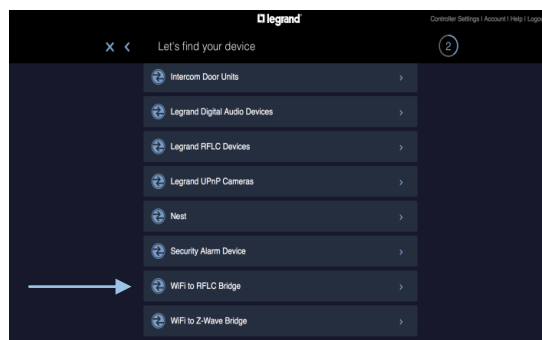 legrand
Controller Settings | Account | Help | Logou
Let's find your device
2
Intercom Door Units
Legrand Digital Audio Devices
Legrand RFLC Devices
Legrand UPnP Cameras
Nest
Security Alarm Device
WiFi to RFLC Bridge
WiFi to Z-Wave Bridge